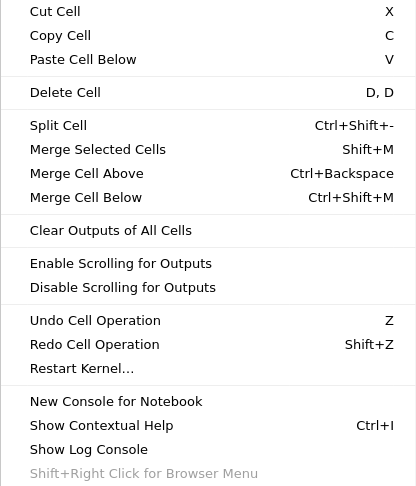 Cut Cell X
Copy Cell C
Paste Cell Below V
Delete Cell D, D
Split Cell Ctrl+Shift+-
Merge Selected Cells Shift+M
Merge Cell Above Ctrl+Backspace
Merge Cell Below Ctrl+Shift+M
Clear Outputs of All Cells
Enable Scrolling for Outputs
Disable Scrolling for Outputs
Undo Cell Operation Z
Redo Cell Operation Shift+Z
Restart Kernel…
New Console for Notebook
Show Contextual Help Ctrl+I
Show Log Console
Shift+Right Click for Browser Menu